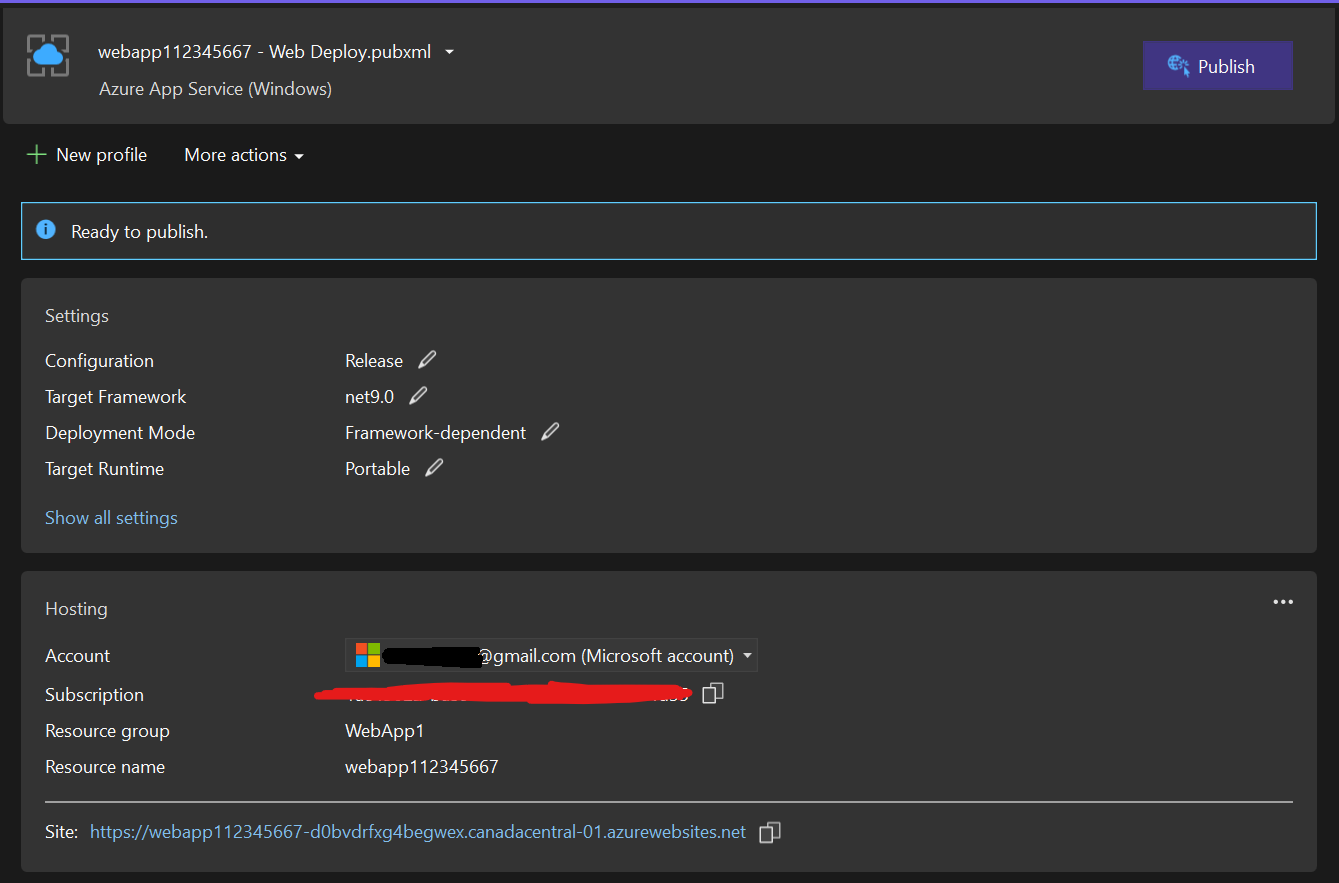 webapp112345667 - Web Deploy.pubxml
Azure App Service (Windows)
Publish
New profile
More actions
Ready to publish.
Settings
Configuration Release
Target Framework net9.0
Deployment Mode Framework-dependent
Target Runtime Portable
Show all settings
Hosting
Account @gmail.com (Microsoft account)
Subscription
Resource group WebApp1
Resource name webapp112345667
Site: https://webapp112345667-d0bvdrfxg4begwex.canadacentral-01.azurewebsites.net